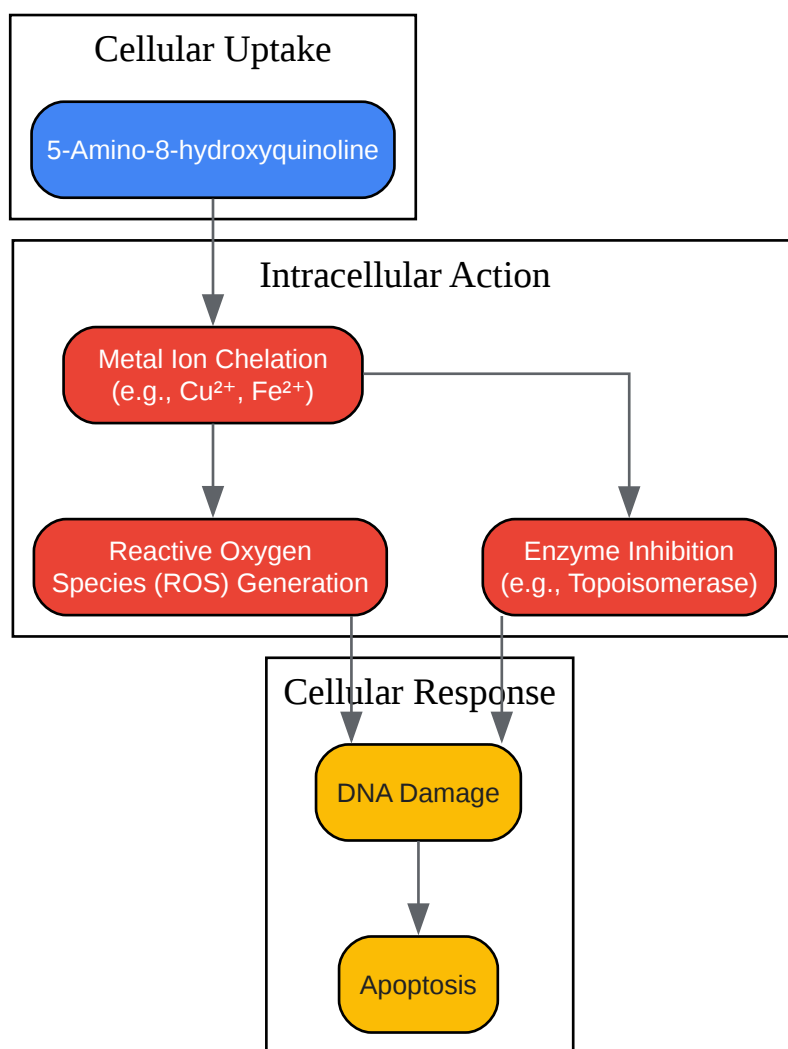 Cellular Uptake
5-Amino-8-hydroxyquinoline
Intracellular Action
Metal Ion Chelation
(e.g., Cu²⁺, Fe²⁺)
Reactive Oxygen
Species (ROS) Generation
Enzyme Inhibition
(e.g., Topoisomerase)
Cellular Response
DNA Damage
Apoptosis